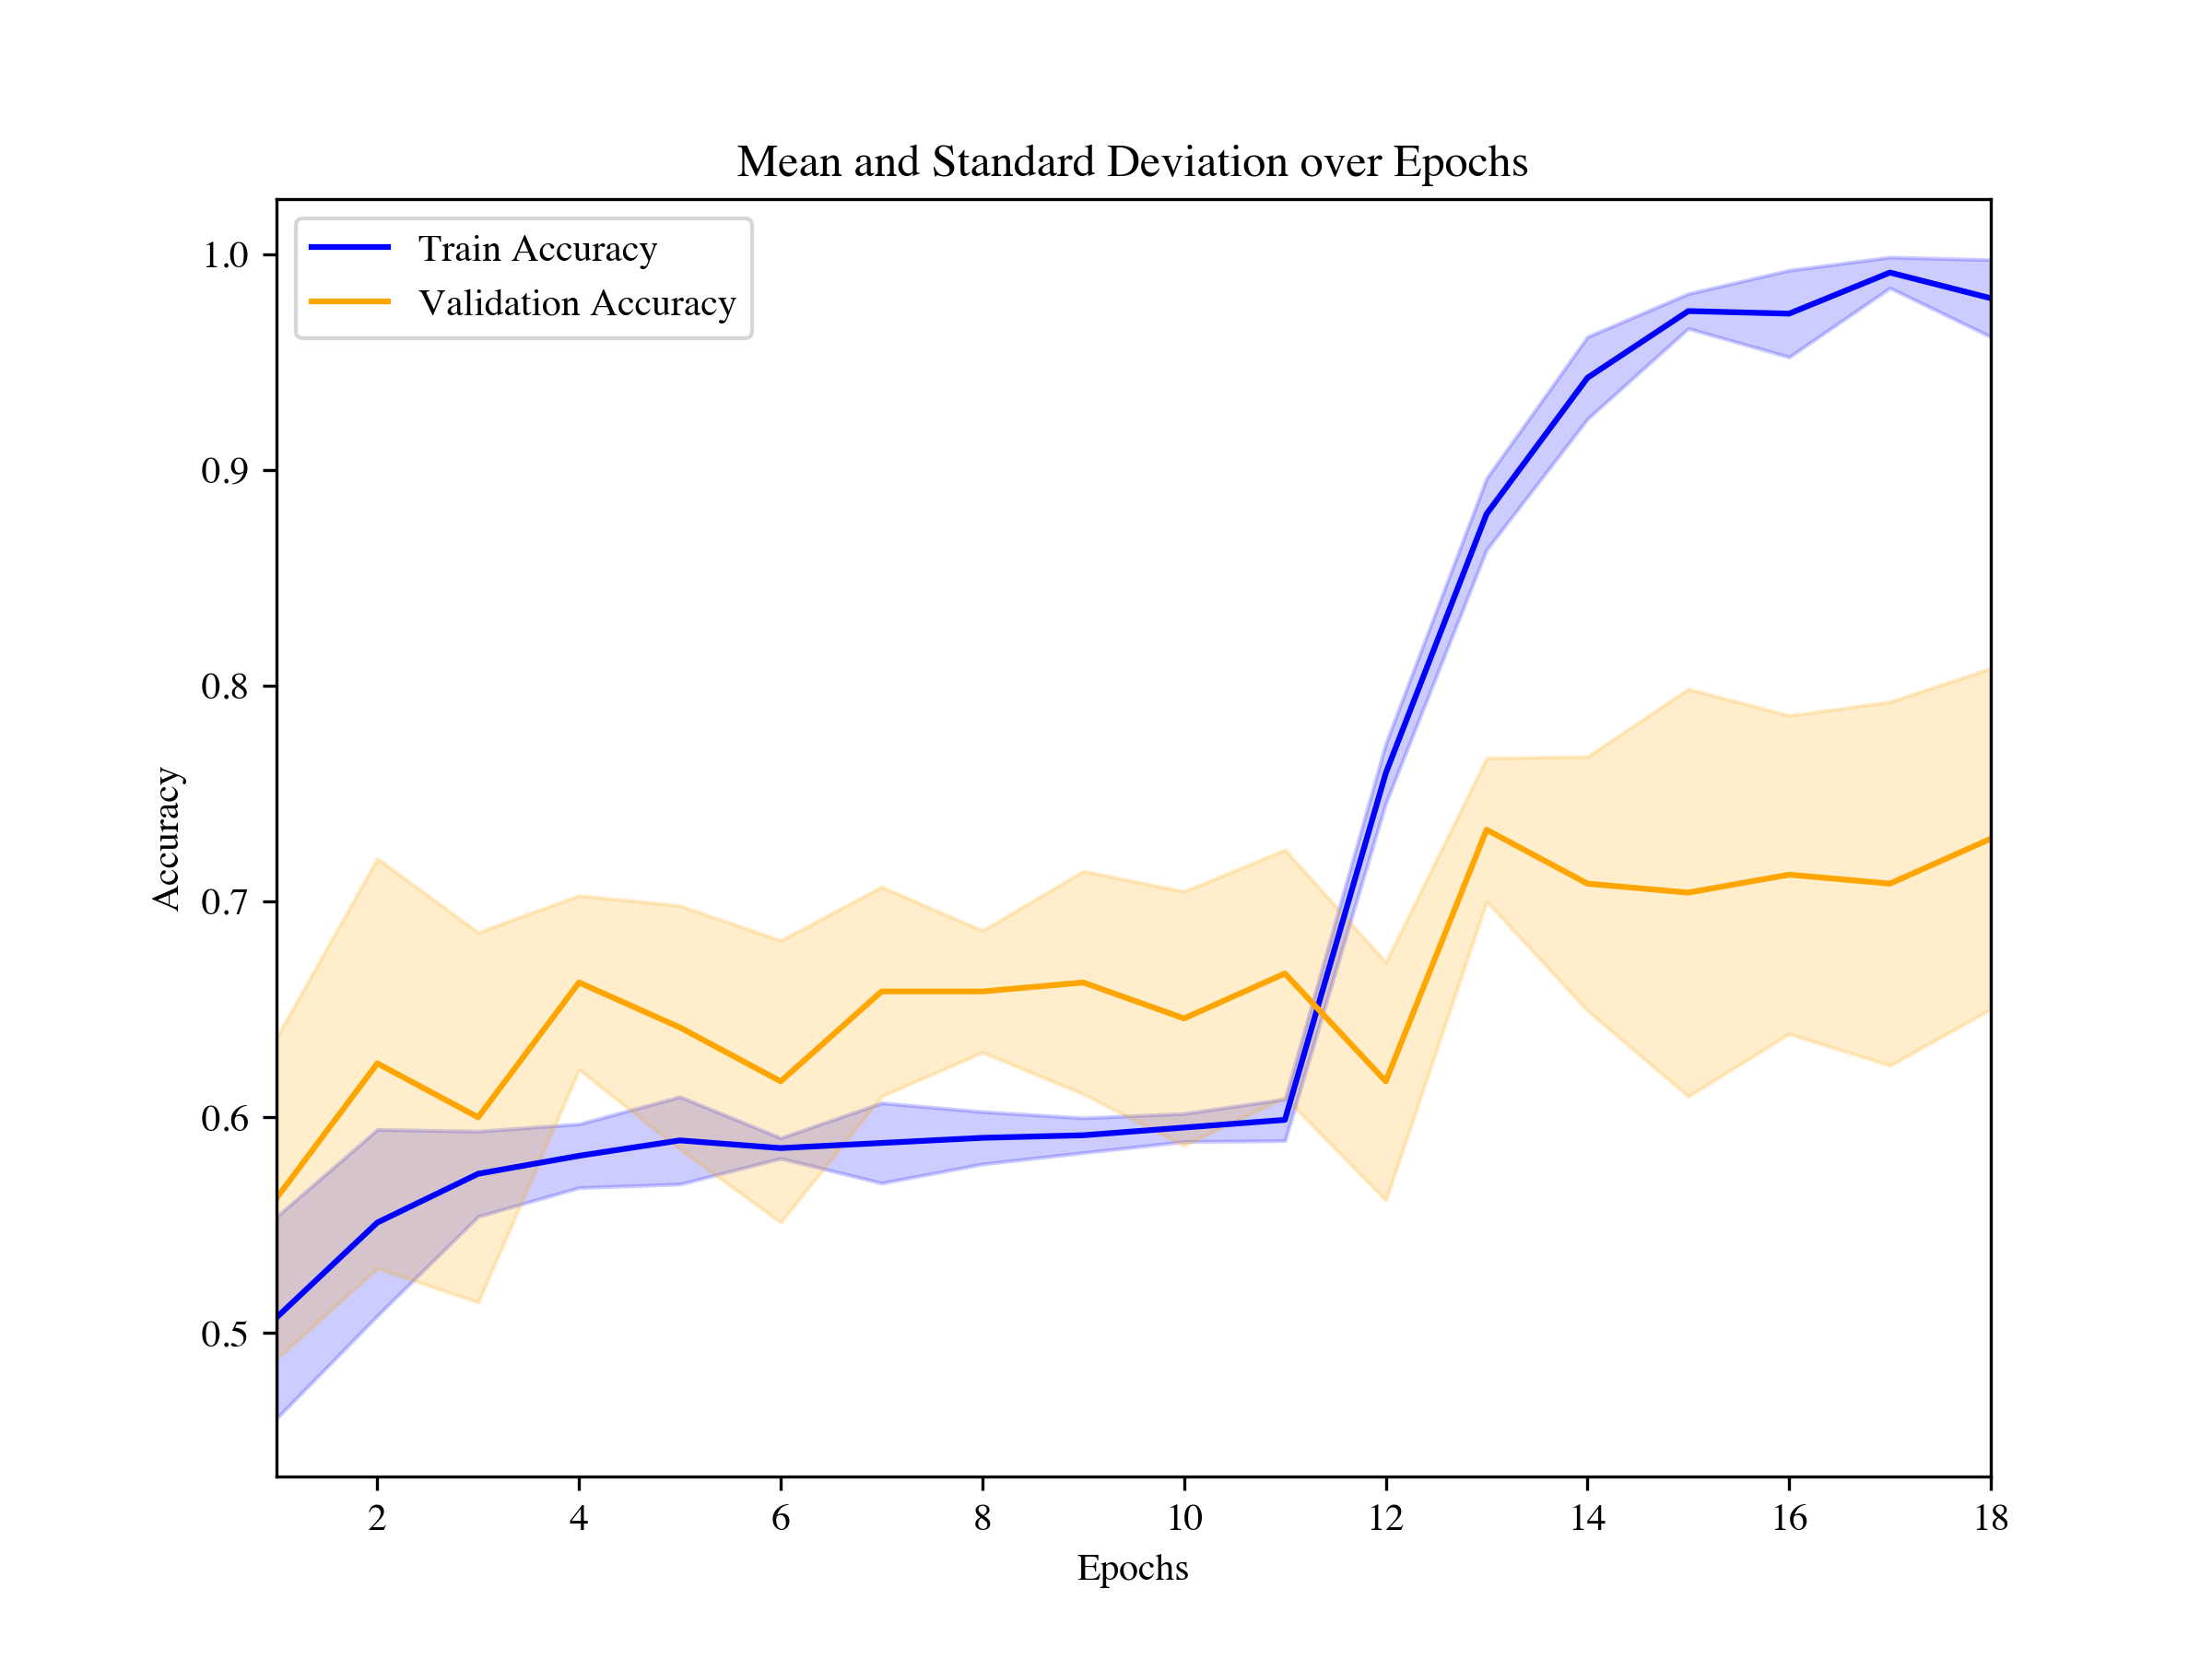 Mean and Standard Deviation over Epochs
Train Accuracy
Validation Accuracy
1.0
0.9
0.8
0.7
0.6
0.5
Accuracy
2 4 6 8 10 12 14 16 18
Epochs